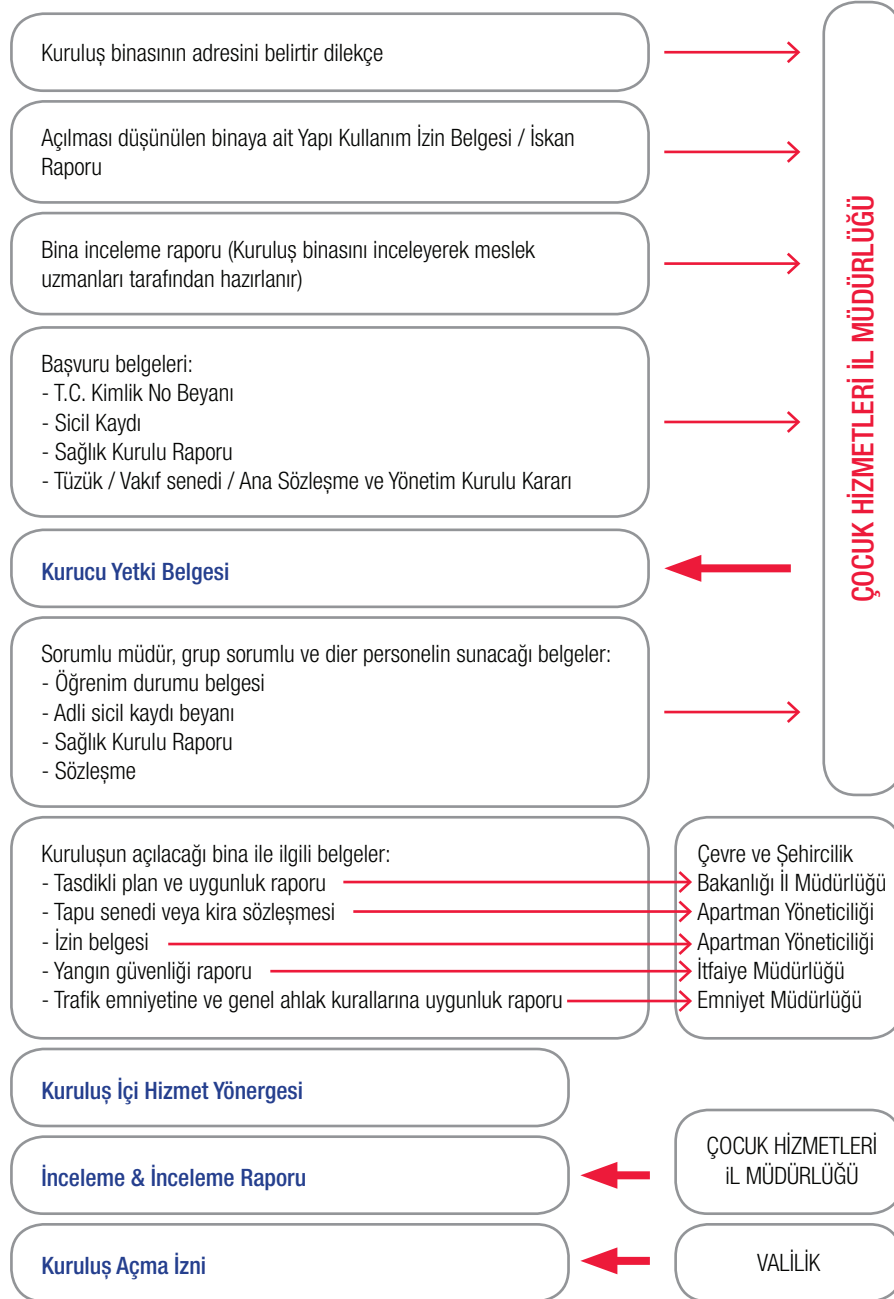 Kuruluş binasının adresini belirtir dilekçe
Açılması düşünülen binaya ait Yapı Kullanım İzin Belgesi / İskan
Raporu
Bina inceleme raporu (Kuruluş binasını inceleyerek meslek
uzmanları tarafından hazırlanır)
Başvuru belgeleri:
- T.C. Kimlik No Beyanı
- Sicil Kaydı
- Sağlık Kurulu Raporu
- Tüzük / Vakıf senedi / Ana Sözleşme ve Yönetim Kurulu Kararı
Kurucu Yetki Belgesi
Sorumlu müdür, grup sorumlu ve dier personelin sunacağı belgeler:
- Öğrenim durumu belgesi
- Adli sicil kaydı beyanı
- Sağlık Kurulu Raporu
- Sözleşme
ÇOCUK HİZMETLERİ İL MÜDÜRLÜĞÜ
Kuruluşun açılacağı bina ile ilgili belgeler:
- Tasdikli plan ve uygunluk raporu
- Tapu senedi veya kira sözleşmesi
- İzin belgesi
- Yangın güvenliği raporu
- Trafik emniyetine ve genel ahlak kurallarına uygunluk raporu
Çevre ve Şehircilik
Bakanlığı İl Müdürlüğü
Apartman Yöneticiliği
Apartman Yöneticiliği
İtfaiye Müdürlüğü
Emniyet Müdürlüğü
Kuruluş İçi Hizmet Yönergesi
İnceleme & İnceleme Raporu
ÇOCUK HİZMETLERİ
iL MÜDÜRLÜĞÜ
Kuruluş Açma İzni
VALİLİK